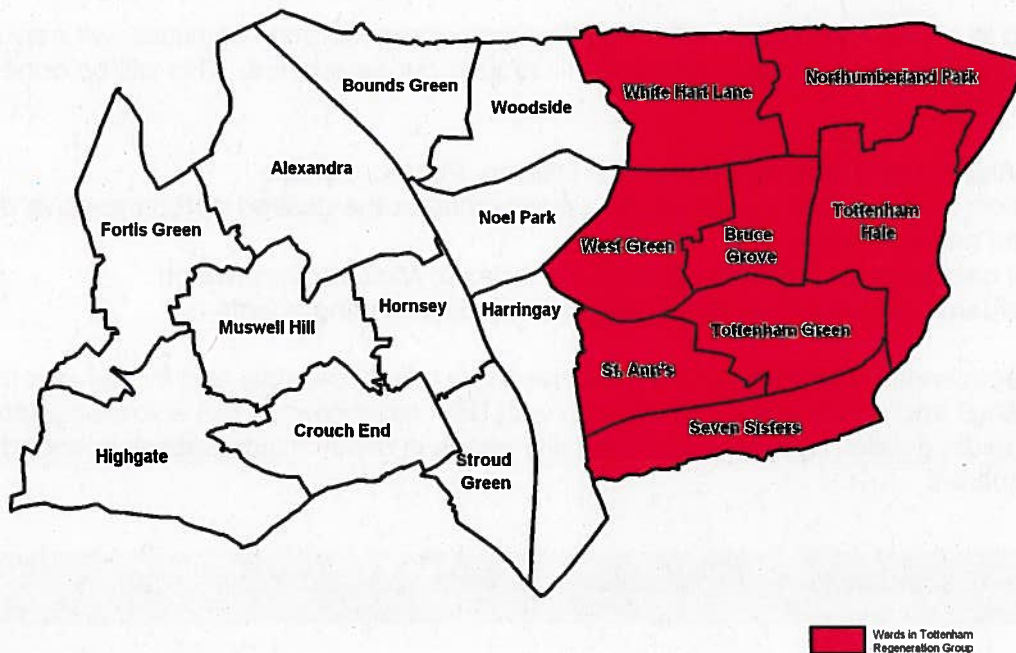 Bounds Green
Woodside
White Hart Lane
Northumberland Park
Alexandra
Fortis Green
Noel Park
West Green
Bruce
Grove
Tottenham
Hale
Muswell Hill
Hornsey
Harringay
Tottenham Green
St. Ann's
Seven Sisters
Highgate
Crouch End
Stroud
Green
Wards in Tottenham
Regeneration Group